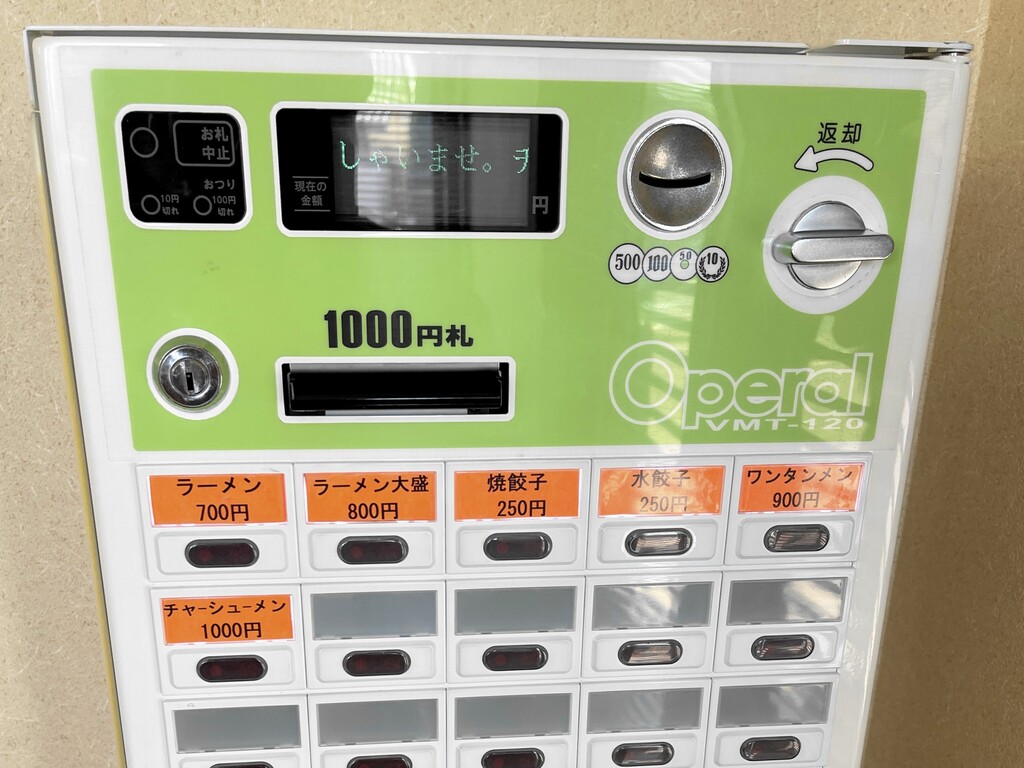 お札
中止
おつり
10円
切れ
100円
切れ
しゃいませ。
現在の
金額
円
500 100 50 10
返却
1000円札
Operal
VMT-120
ラーメン
700円
ラーメン大盛
800円
焼餃子
250円
水餃子
250円
ワンタンメン
900円
チャーシューメン
1000円